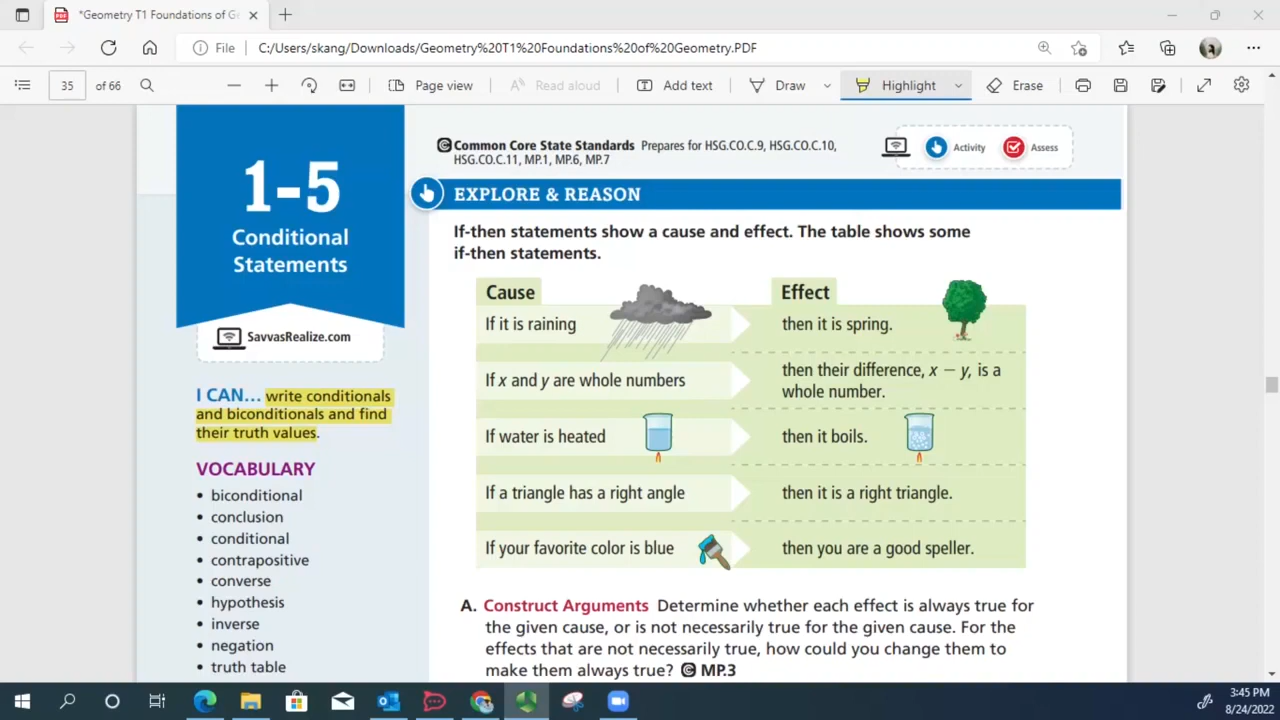 *Geometry T1 Foundations of Ge
File
C:/Users/skang/Downloads/Geometry%20T1%20Foundations%20of%20Geometry.PDF
35
of 66
Page view
Read aloud
Add text
Draw
Highlight
Erase
1-5
Conditional
Statements
SavvasRealize.com
I CAN... write conditionals
and biconditionals and find
their truth values.
VOCABULARY
• biconditional
• conclusion
• conditional
• contrapositive
• converse
• hypothesis
• inverse
• negation
• truth table
Common Core State Standards Prepares for HSG.CO.C.9, HSG.CO.C.10,
HSG.CO.C.11, MP.1, MP.6, MP.7
Activity
Assess
EXPLORE & REASON
If-then statements show a cause and effect. The table shows some
if-then statements.
Cause
Effect
If it is raining
then it is spring.
If x and y are whole numbers
then their difference, x − y, is a
whole number.
If water is heated
then it boils.
If a triangle has a right angle
then it is a right triangle.
If your favorite color is blue
then you are a good speller.
A. Construct Arguments Determine whether each effect is always true for
the given cause, or is not necessarily true for the given cause. For the
effects that are not necessarily true, how could you change them to
make them always true? MP.3
3:45 PM
8/24/2022